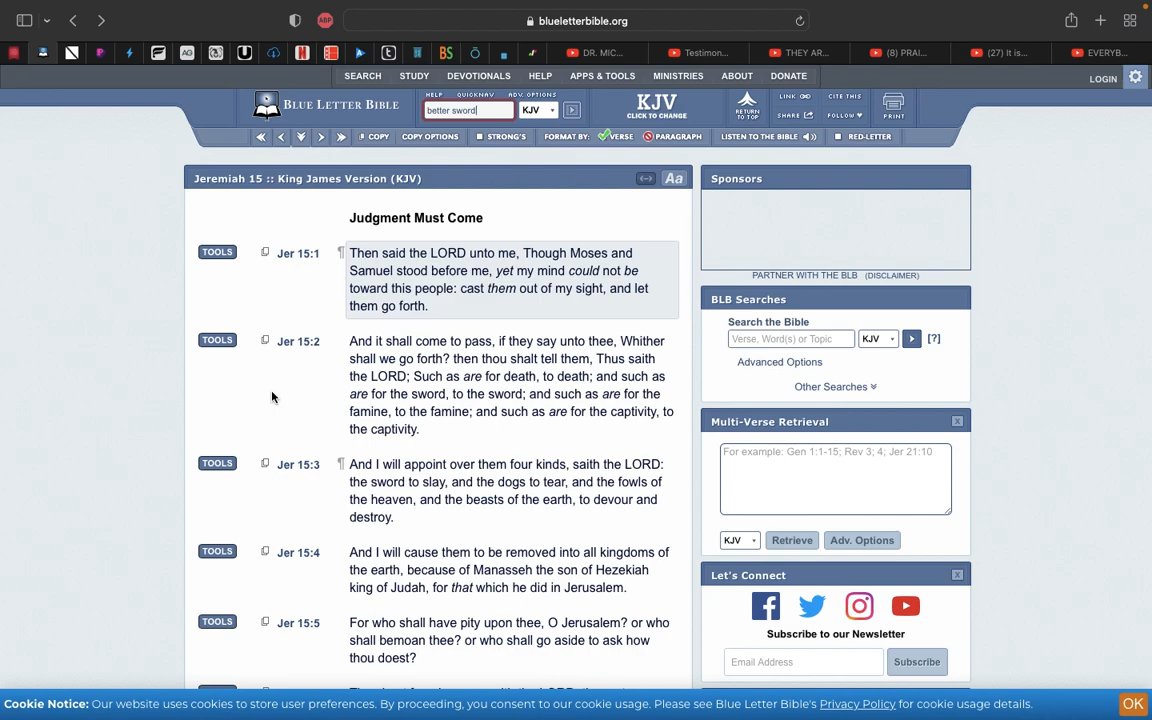 blueletterbible.org
DR. MIC...
Testimon...
THEY AR...
(8) PRAI...
(27) It is...
EVERYB...
SEARCH STUDY DEVOTIONALS HELP APPS & TOOLS MINISTRIES ABOUT DONATE
LOGIN
HELP QUICKNAV ADV. OPTIONS
BLUE LETTER BIBLE
better sword
KJV
KJV
CLICK TO CHANGE
RETURN TO TOP
LINK
CITE THIS
SHARE
FOLLOW
PRINT
COPY COPY OPTIONS STRONG'S FORMAT BY: VERSE PARAGRAPH LISTEN TO THE BIBLE RED-LETTER
Jeremiah 15 :: King James Version (KJV)
Aa
Judgment Must Come
TOOLS Jer 15:1 ¶ Then said the LORD unto me, Though Moses and
Samuel stood before me, yet my mind could not be
toward this people: cast them out of my sight, and let
them go forth.
TOOLS Jer 15:2 And it shall come to pass, if they say unto thee, Whither
shall we go forth? then thou shalt tell them, Thus saith
the LORD; Such as are for death, to death; and such as
are for the sword, to the sword; and such as are for the
famine, to the famine; and such as are for the captivity, to
the captivity.
TOOLS Jer 15:3 ¶ And I will appoint over them four kinds, saith the LORD:
the sword to slay, and the dogs to tear, and the fowls of
the heaven, and the beasts of the earth, to devour and
destroy.
TOOLS Jer 15:4 And I will cause them to be removed into all kingdoms of
the earth, because of Manasseh the son of Hezekiah
king of Judah, for that which he did in Jerusalem.
TOOLS Jer 15:5 For who shall have pity upon thee, O Jerusalem? or who
shall bemoan thee? or who shall go aside to ask how
thou doest?
Sponsors
PARTNER WITH THE BLB (DISCLAIMER)
BLB Searches
Search the Bible
Verse, Word(s) or Topic KJV [?]
Advanced Options
Other Searches
Multi-Verse Retrieval
For example: Gen 1:1-15; Rev 3; 4; Jer 21:10
KJV Retrieve Adv. Options
Let's Connect
Subscribe to our Newsletter
Email Address Subscribe
Cookie Notice: Our website uses cookies to store user preferences. By proceeding, you consent to our cookie usage. Please see Blue Letter Bible's Privacy Policy for cookie usage details. OK